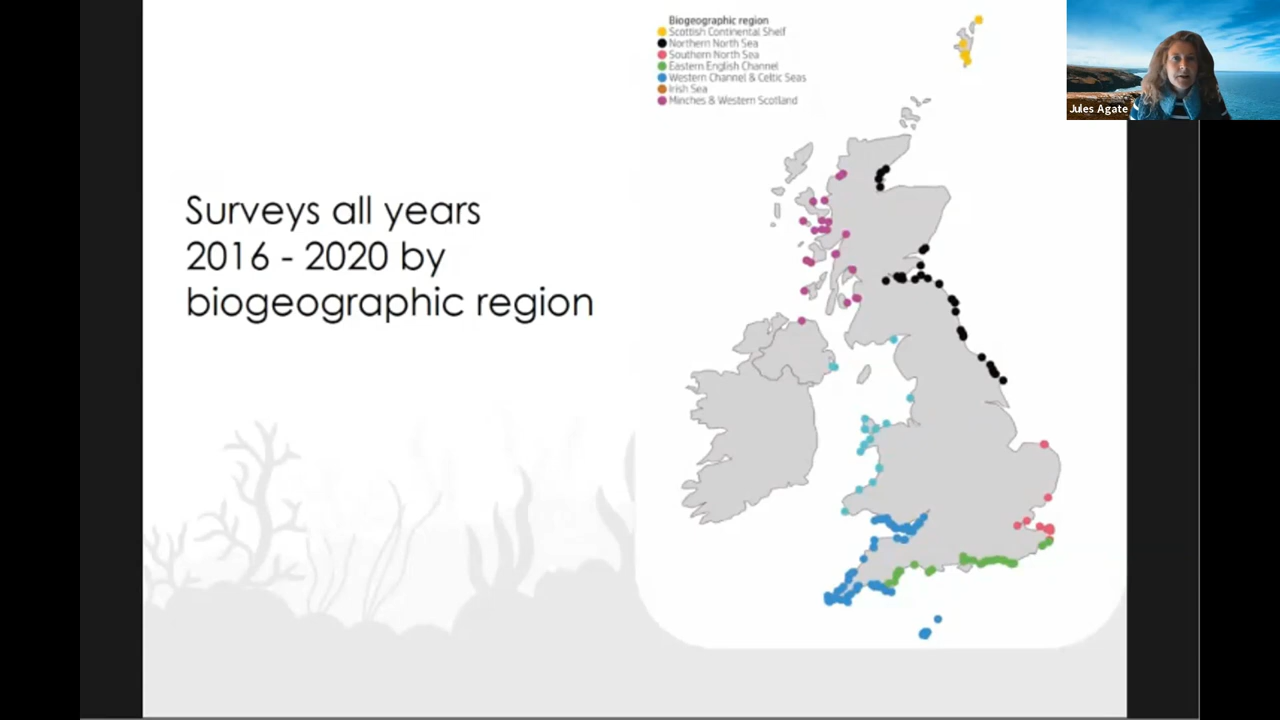 Biogeographic region
Scottish Continental Shelf
Northern North Sea
Southern North Sea
Eastern English Channel
Western Channel & Celtic Seas
Irish Sea
Minches & Western Scotland
Jules Agate
Surveys all years
2016 - 2020 by
biogeographic region